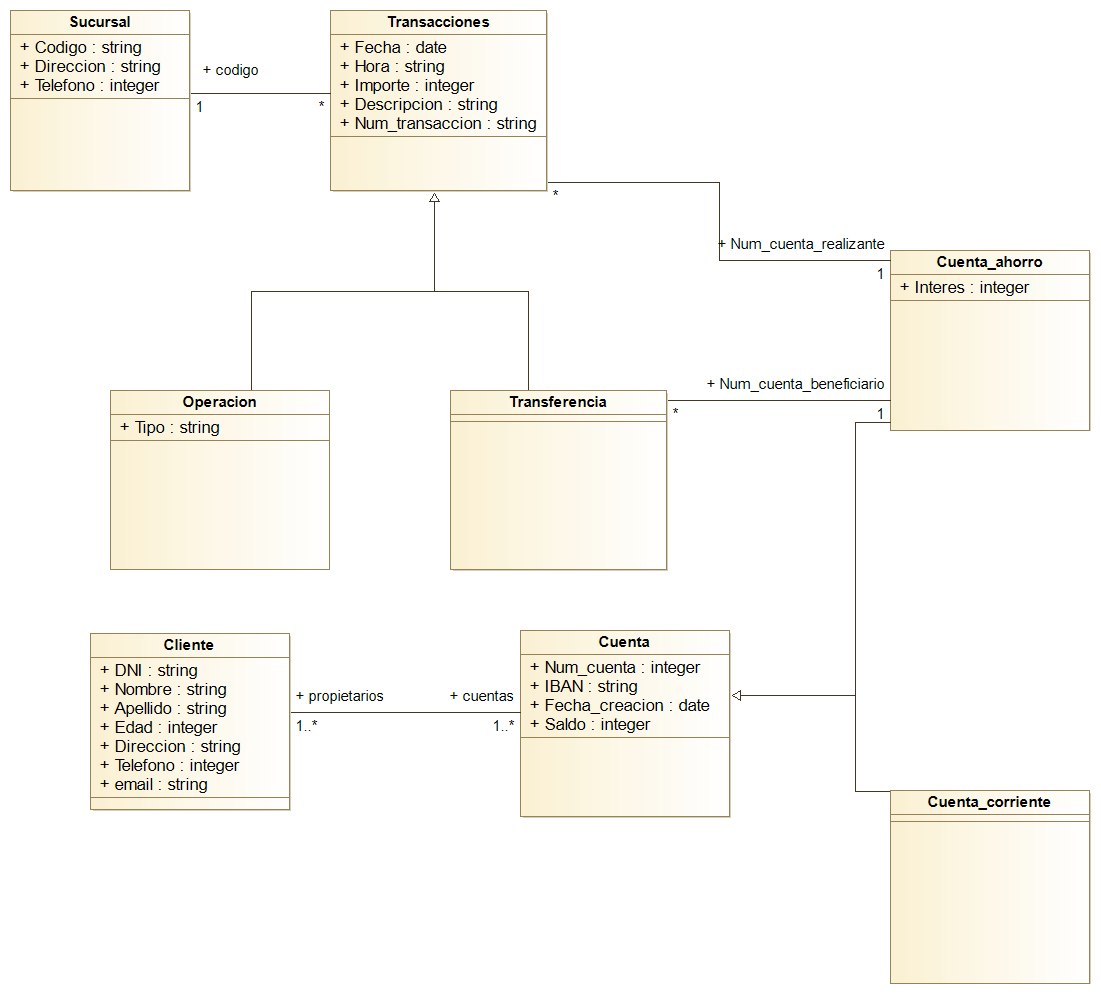 Sucursal
+ Codigo : string
+ Direccion : string
+ Telefono : integer
+ codigo
1
*
Transacciones
+ Fecha : date
+ Hora : string
+ Importe : integer
+ Descripcion : string
+ Num_transaccion : string
*
+ Num_cuenta_realizante
1
Cuenta_ahorro
+ Interes : integer
Operacion
+ Tipo : string
Transferencia
*
+ Num_cuenta_beneficiario
1
Cliente
+ DNI : string
+ Nombre : string
+ Apellido : string
+ Edad : integer
+ Direccion : string
+ Telefono : integer
+ email : string
+ propietarios
1..*
+ cuentas
1..*
Cuenta
+ Num_cuenta : integer
+ IBAN : string
+ Fecha_creacion : date
+ Saldo : integer
Cuenta_corriente